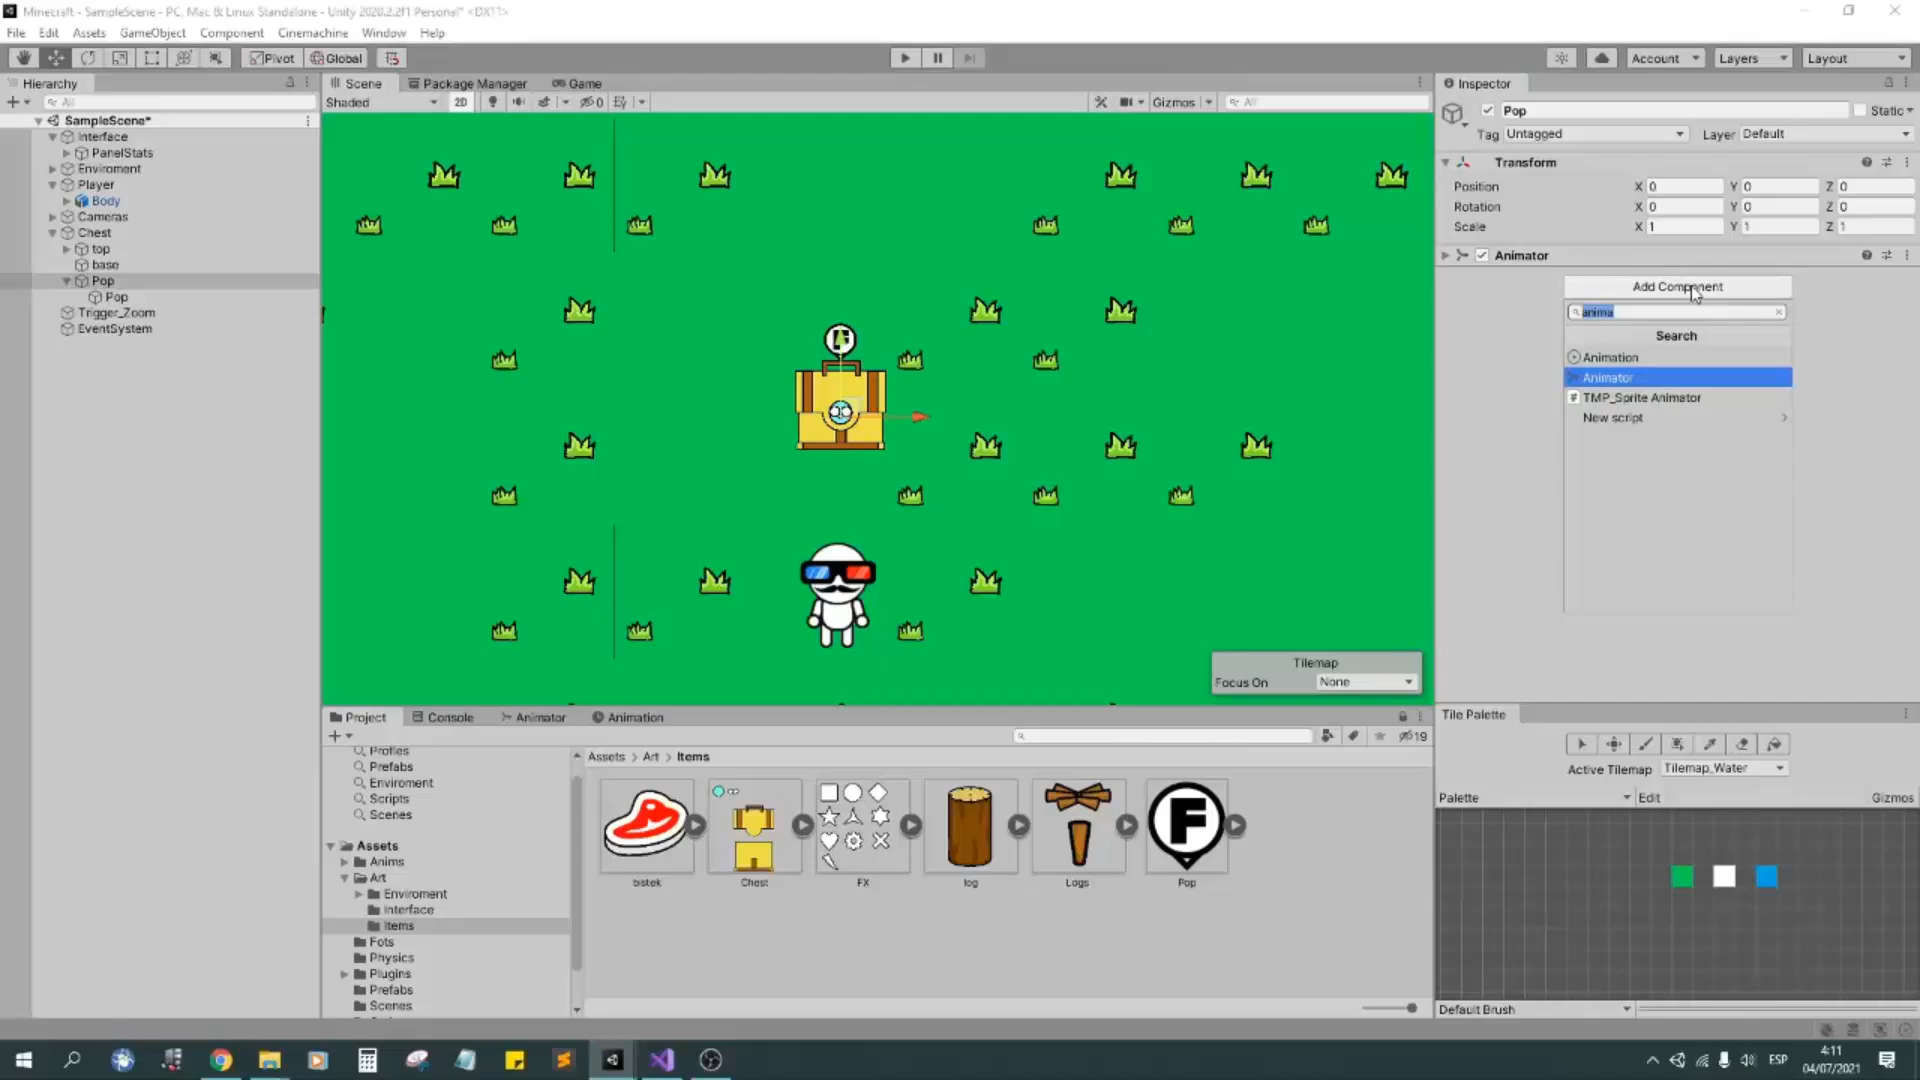 Minecraft - SampleScene - PC, Mac & Linux Standalone - Unity 2020.2.2f1 Personal* <DX11>
File Edit Assets GameObject Component Cinemachine Window Help
Pivot Global Account Layers Layout
Hierarchy
All
SampleScene*
Interface
PanelStats
Enviroment
Player
Body
Cameras
Chest
top
base
Pop
Pop
Trigger_Zoom
EventSystem
Scene Package Manager Game
Shaded 2D 0 Gizmos All
F
Tilemap
Focus On None
Inspector
Pop Static
Tag Untagged Layer Default
Transform
Position X 0 Y 0 Z 0
Rotation X 0 Y 0 Z 0
Scale X 1 Y 1 Z 1
Animator
Add Component
anima
Search
Animation
Animator
TMP_Sprite Animator
New script
Project Console Animator Animation
19
Profiles
Prefabs
Enviroment
Scripts
Scenes
Assets
Anims
Art
Enviroment
Interface
Items
Fots
Physics
Plugins
Prefabs
Scenes
Assets > Art > Items
F
bistek Chest FX log Logs Pop
Tile Palette
Active Tilemap Tilemap_Water
Palette Edit Gizmos
Default Brush
ESP
4:11
04/07/2021